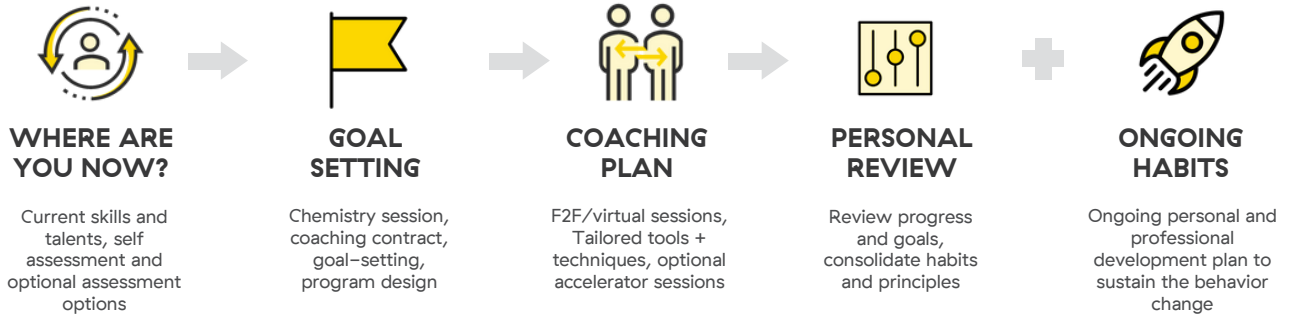 WHERE ARE
YOU NOW?
Current skills and
talents, self
assessment and
optional assessment
options
GOAL
SETTING
Chemistry session,
coaching contract,
goal-setting,
program design
COACHING
PLAN
F2F/virtual sessions,
Tailored tools +
techniques, optional
accelerator sessions
PERSONAL
REVIEW
Review progress
and goals,
consolidate habits
and principles
ONGOING
HABITS
Ongoing personal and
professional
development plan to
sustain the behavior
change